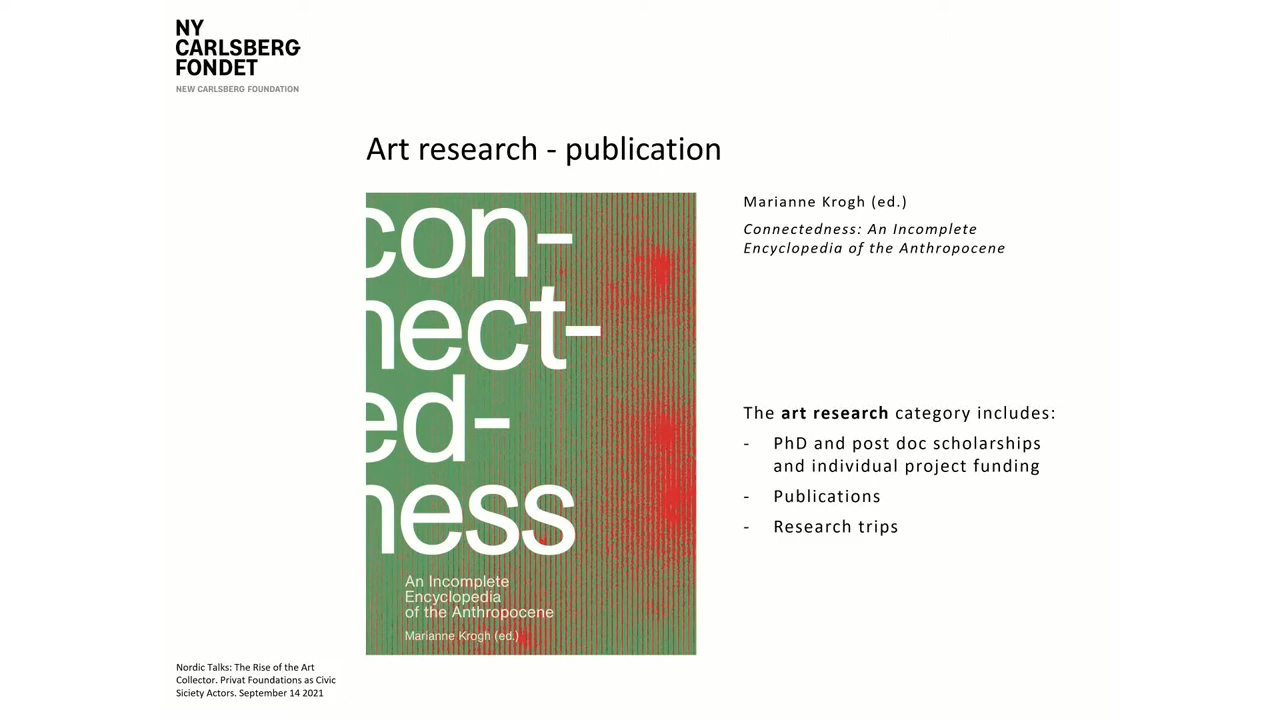 NY
CARLSBERG
FONDET
NEW CARLSBERG FOUNDATION
Art research - publication
con-
nect-
ed-
ness
An Incomplete
Encyclopedia
of the Anthropocene
Marianne Krogh (ed.)
Marianne Krogh (ed.)
Connectedness: An Incomplete
Encyclopedia of the Anthropocene
The art research category includes:
- PhD and post doc scholarships
and individual project funding
- Publications
- Research trips
Nordic Talks: The Rise of the Art
Collector. Privat Foundations as Civic
Siciety Actors. September 14 2021